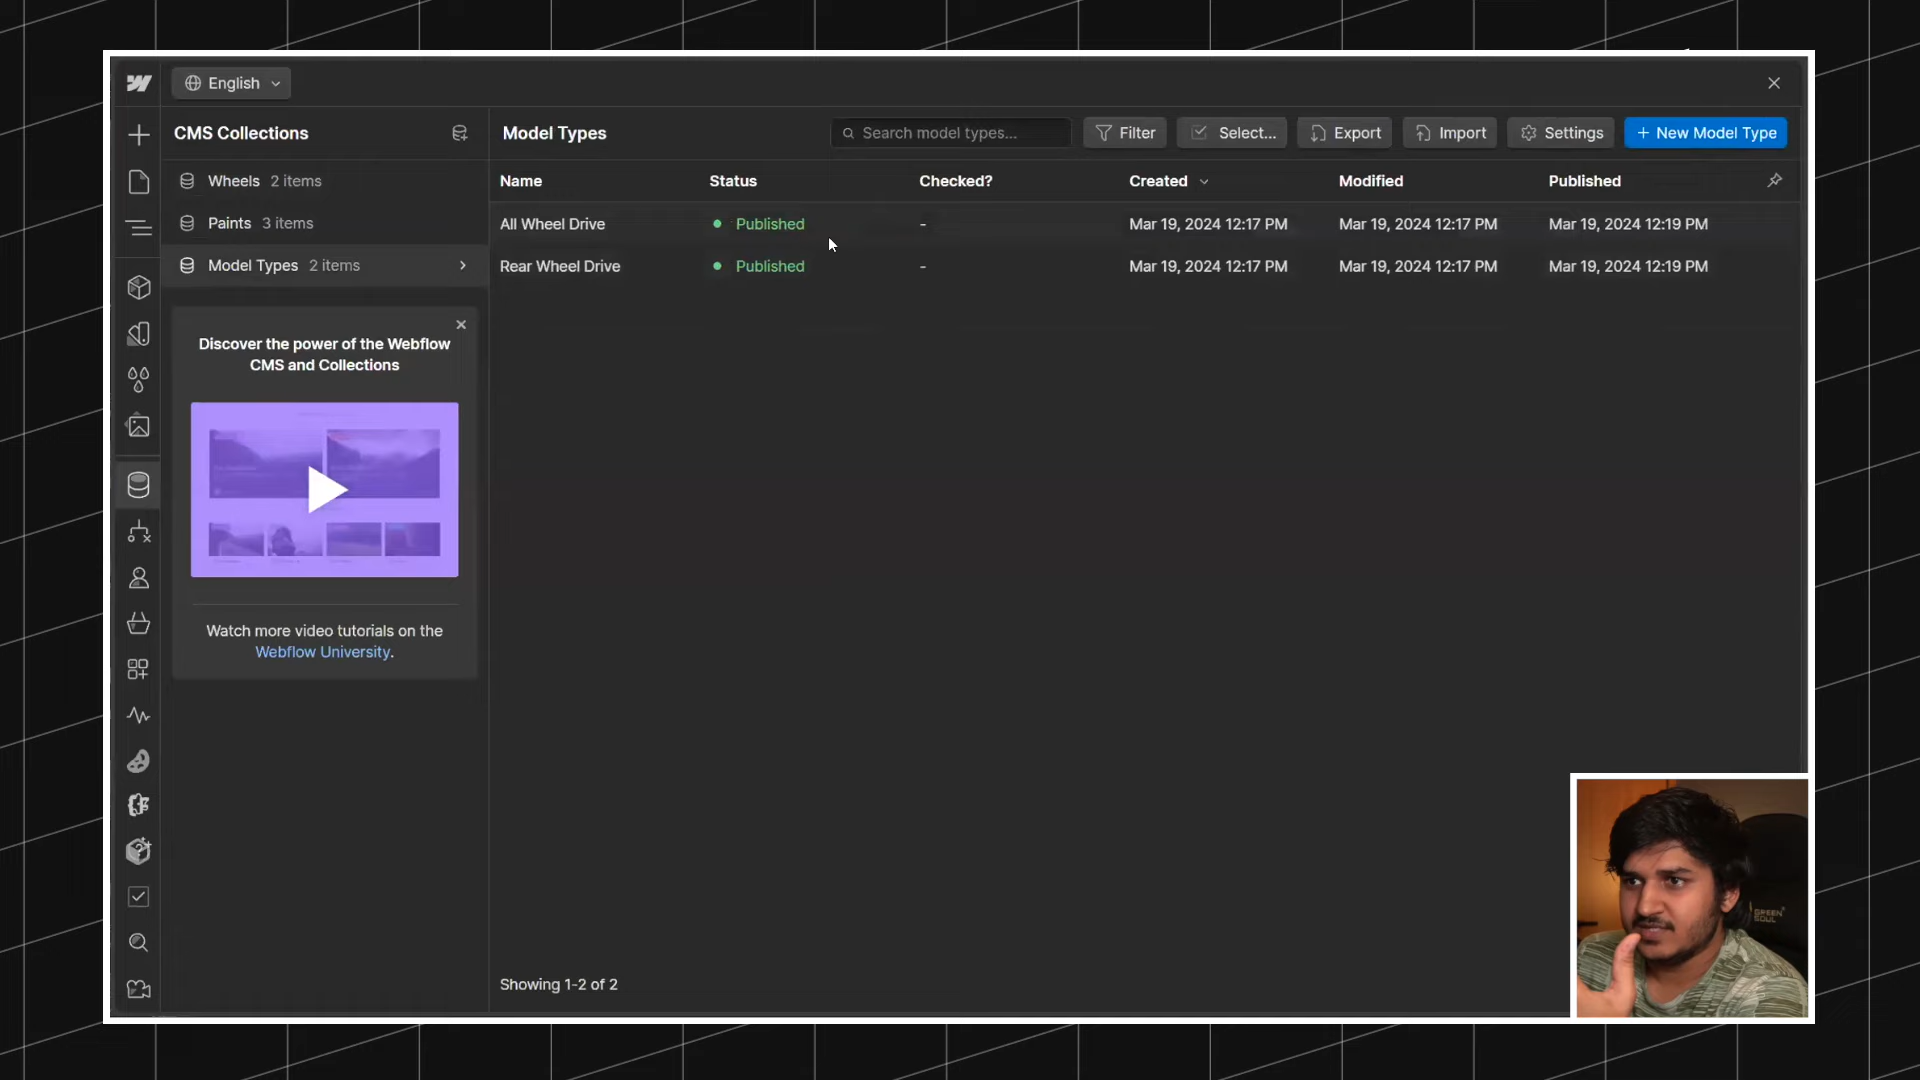 English
CMS Collections
Wheels 2 items
Paints 3 items
Model Types 2 items
Discover the power of the Webflow
CMS and Collections
Watch more video tutorials on the
Webflow University.
Model Types
Search model types...
Filter
Select...
Export
Import
Settings
+ New Model Type
Name Status Checked? Created Modified Published
All Wheel Drive Published - Mar 19, 2024 12:17 PM Mar 19, 2024 12:17 PM Mar 19, 2024 12:19 PM
Rear Wheel Drive Published - Mar 19, 2024 12:17 PM Mar 19, 2024 12:17 PM Mar 19, 2024 12:19 PM
Showing 1-2 of 2
GREEN
SOUL